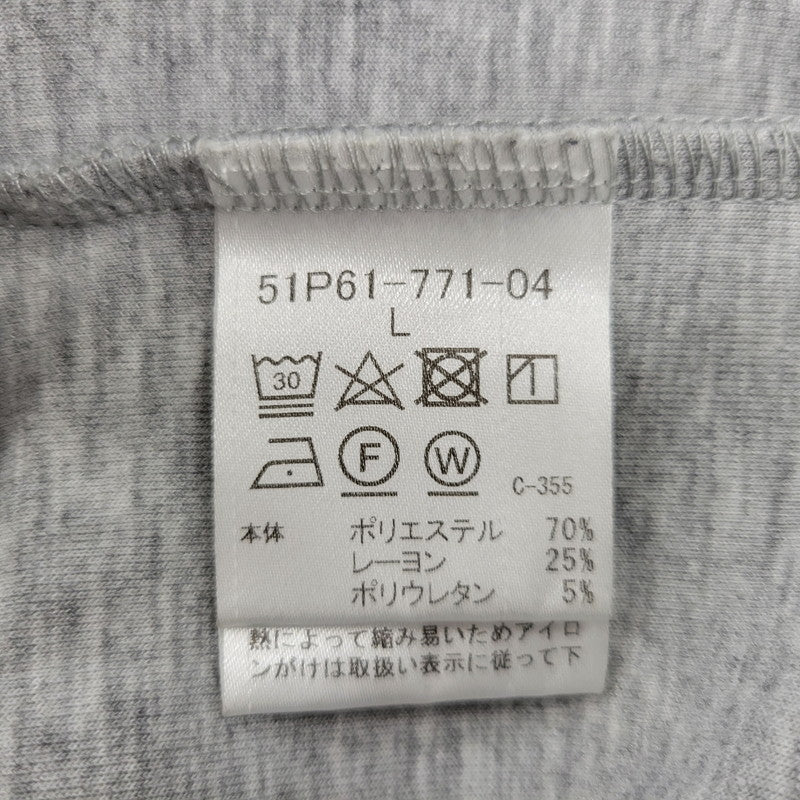 51P61-771-04
L
30
F W C-355
本体 ポリエステル 70%
レーヨン 25%
ポリウレタン 5%
熱によって縮み易いためアイロ
ンがけは取扱い表示に従って下